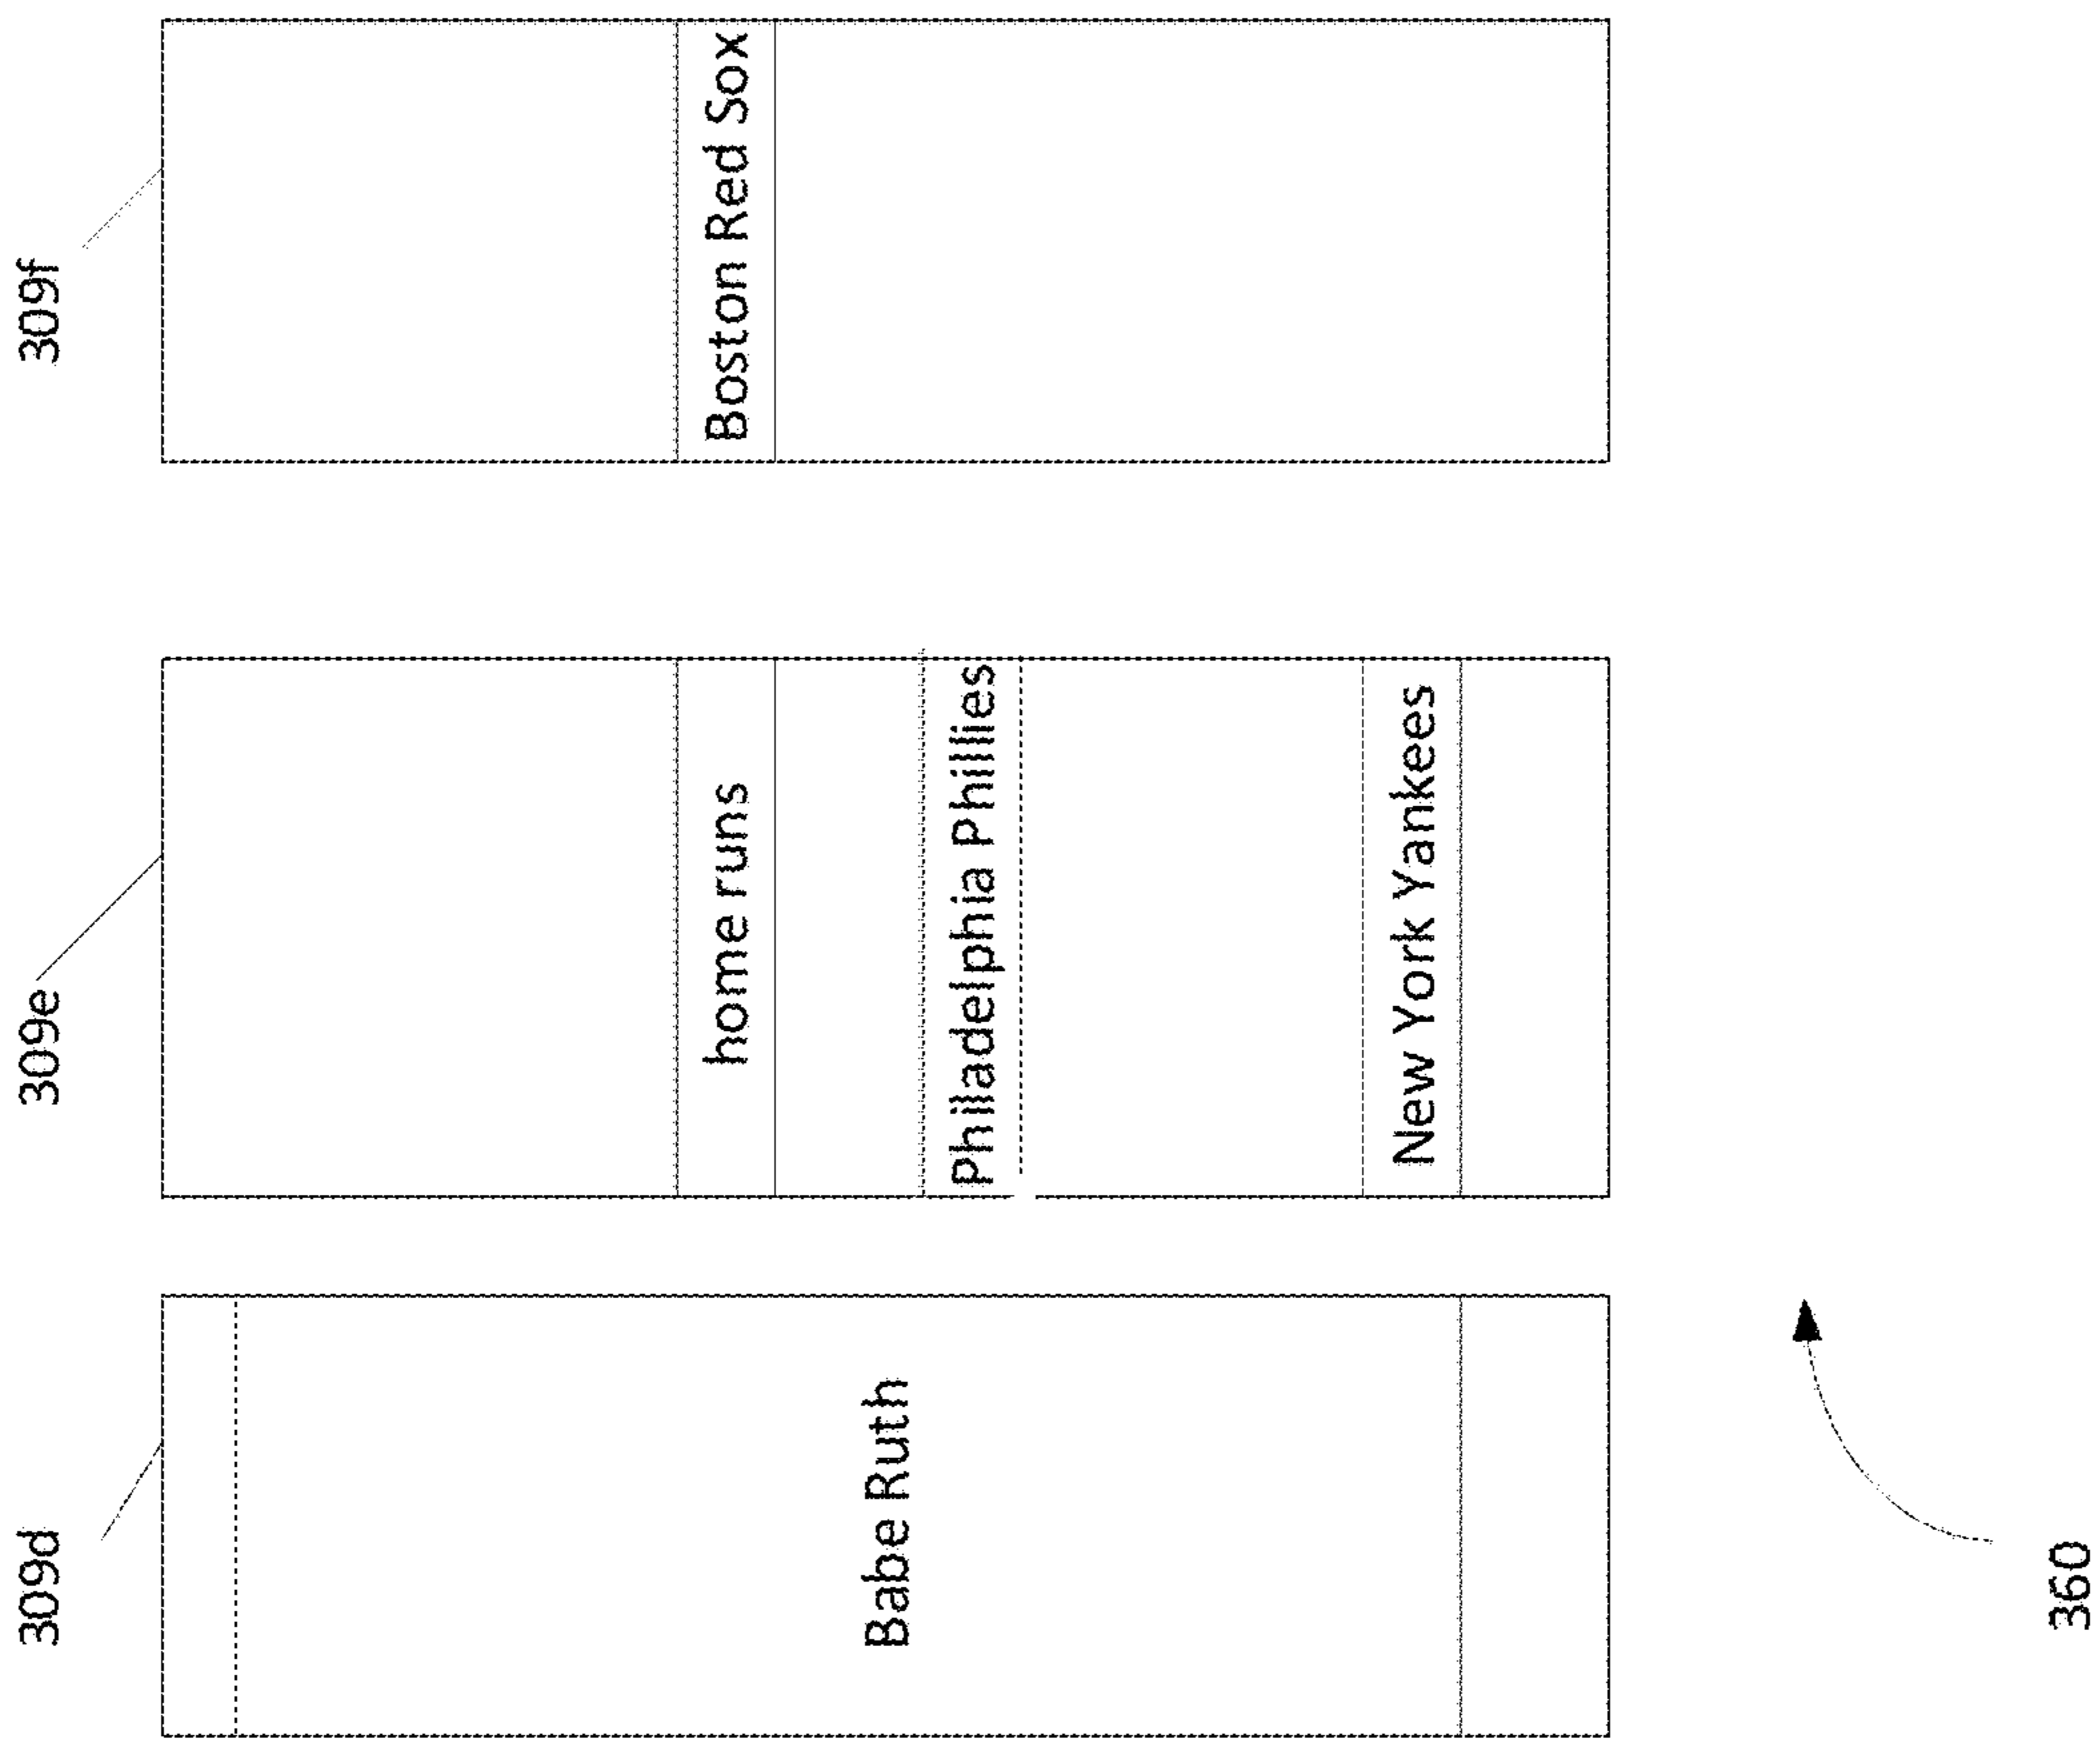 309d
309e
309f
Babe Ruth
home runs
Boston Red Sox
Philadelphia Phillies
New York Yankees
360